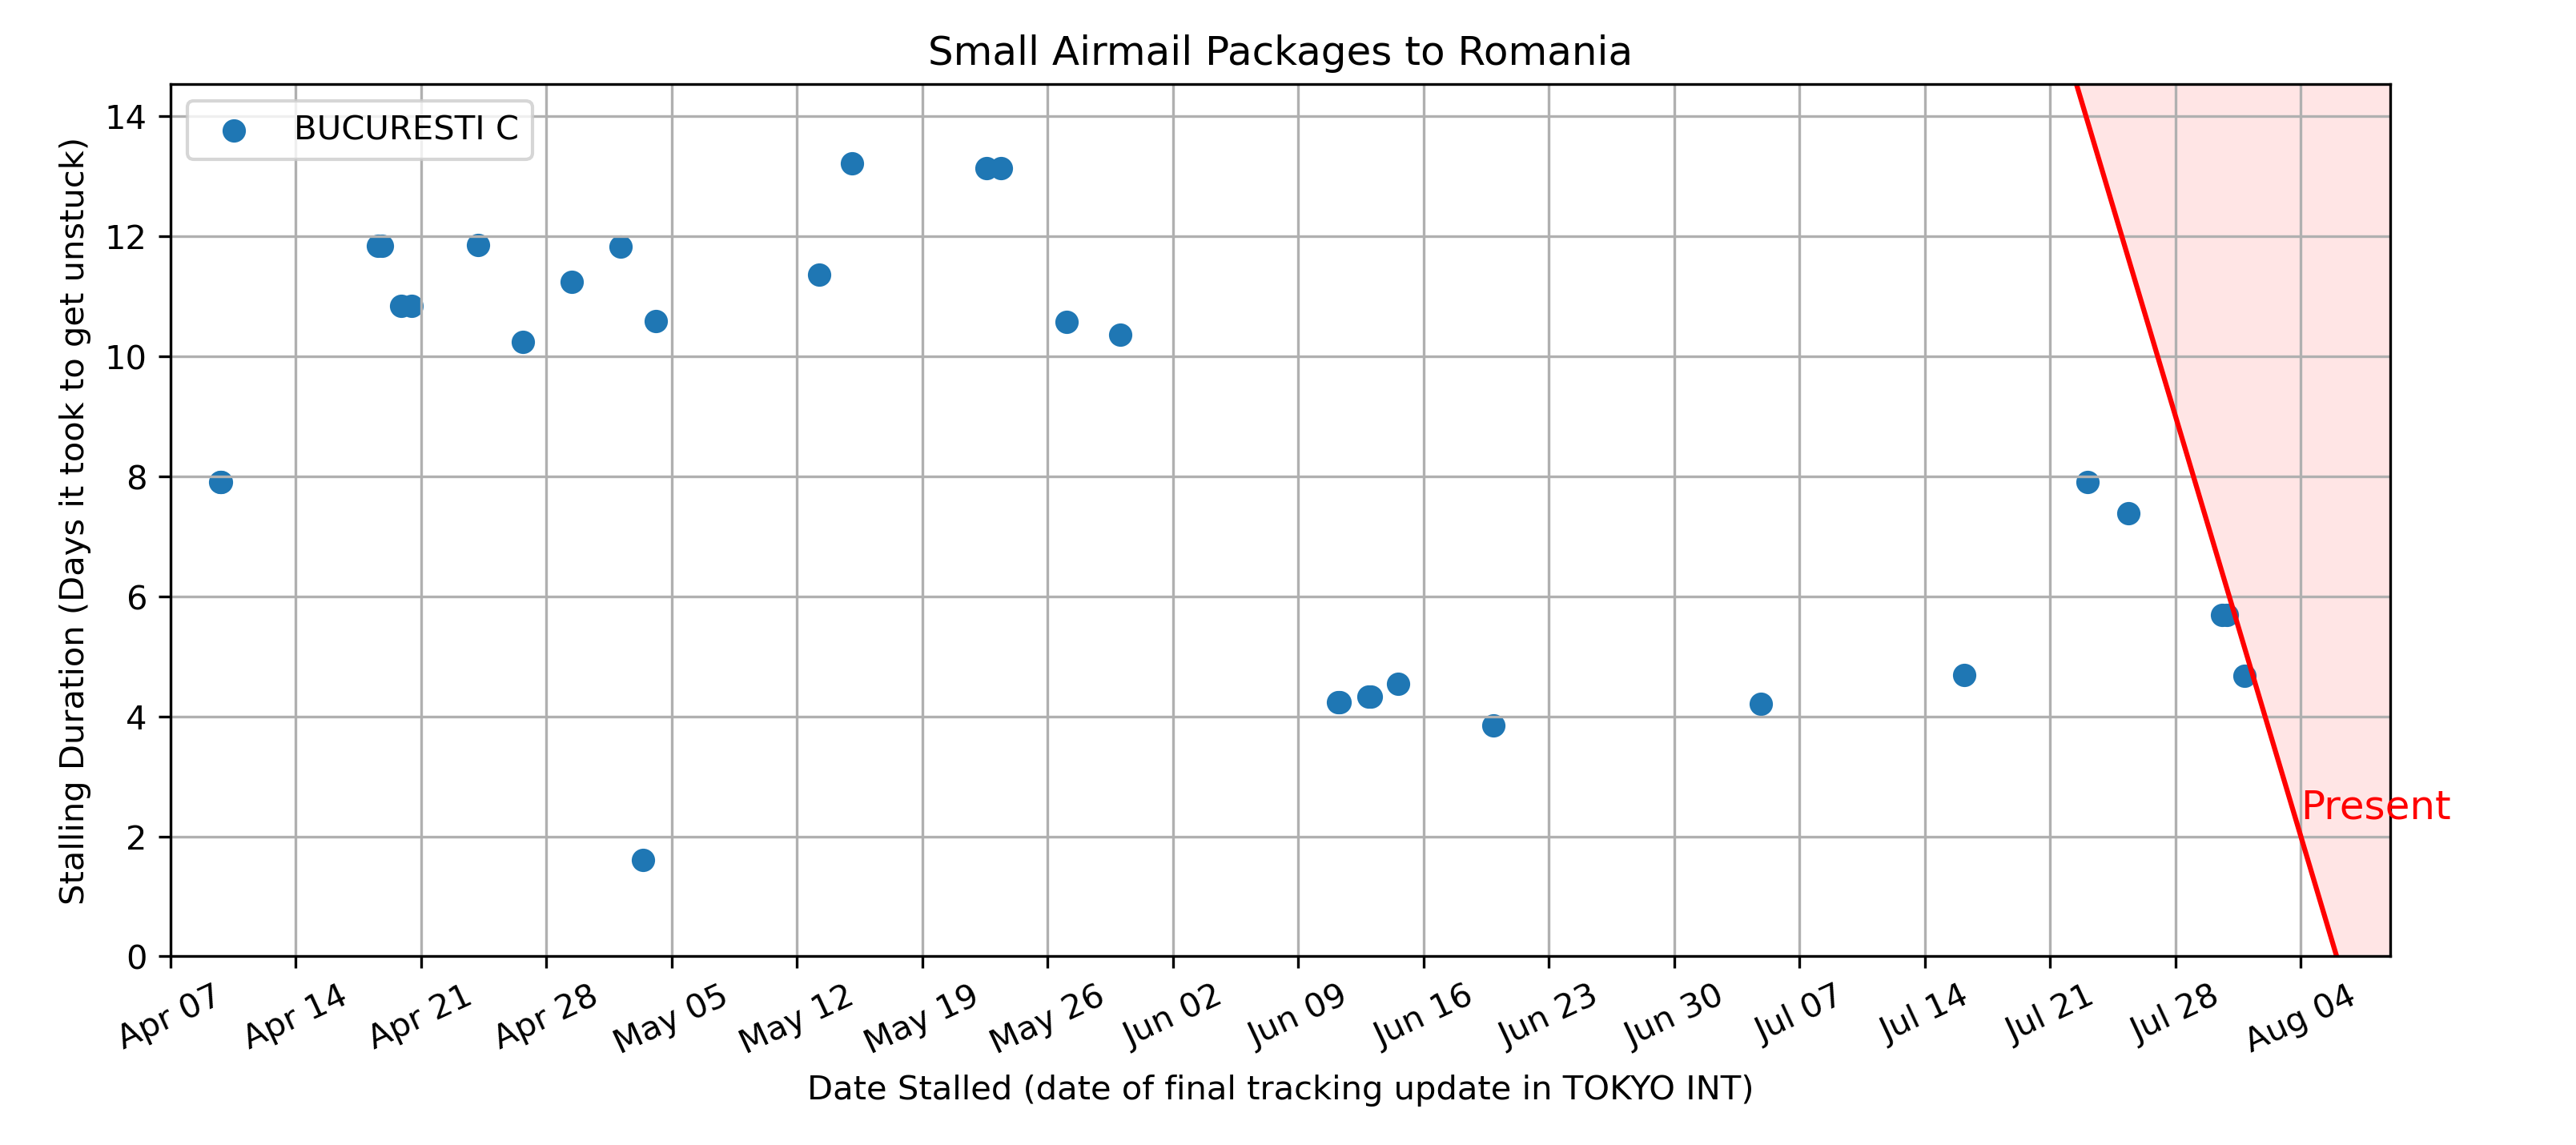 Small Airmail Packages to Romania
BUCURESTI C
Stalling Duration (Days it took to get unstuck)
14
12
10
8
6
4
2
0
Present
Apr 07
Apr 14
Apr 21
Apr 28
May 05
May 12
May 19
May 26
Jun 02
Jun 09
Jun 16
Jun 23
Jun 30
Jul 07
Jul 14
Jul 21
Jul 28
Aug 04
Date Stalled (date of final tracking update in TOKYO INT)